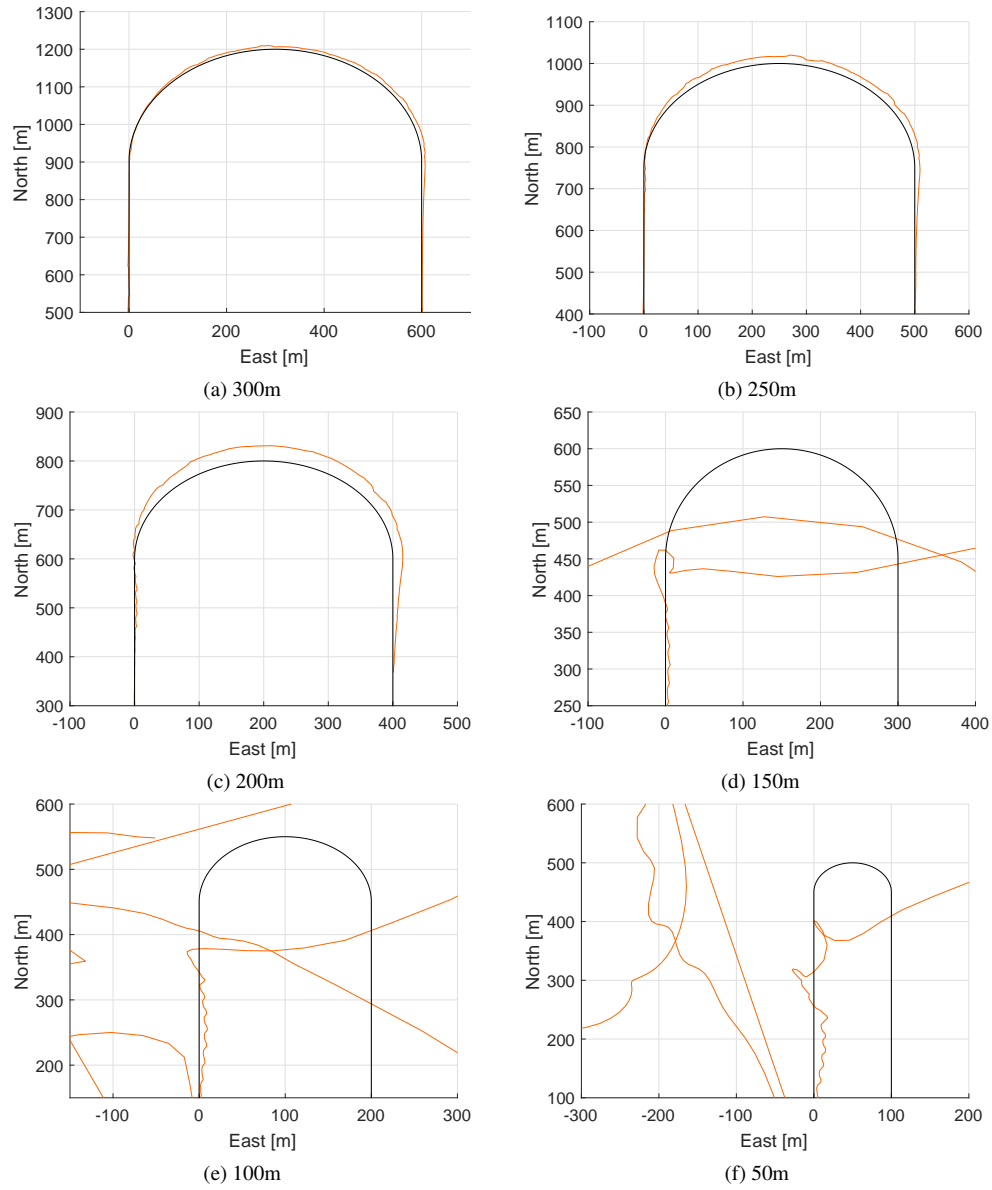 1300
1200
1100
1000
900
800
700
600
500
North [m]
0 200 400 600
East [m]
(a) 300m
1100
1000
900
800
700
600
500
400
North [m]
-100 0 100 200 300 400 500 600
East [m]
(b) 250m
900
800
700
600
500
400
300
North [m]
-100 0 100 200 300 400 500
East [m]
(c) 200m
650
600
550
500
450
400
350
300
250
North [m]
-100 0 100 200 300 400
East [m]
(d) 150m
600
500
400
300
200
North [m]
-100 0 100 200 300
East [m]
(e) 100m
600
500
400
300
200
100
North [m]
-300 -200 -100 0 100 200
East [m]
(f) 50m